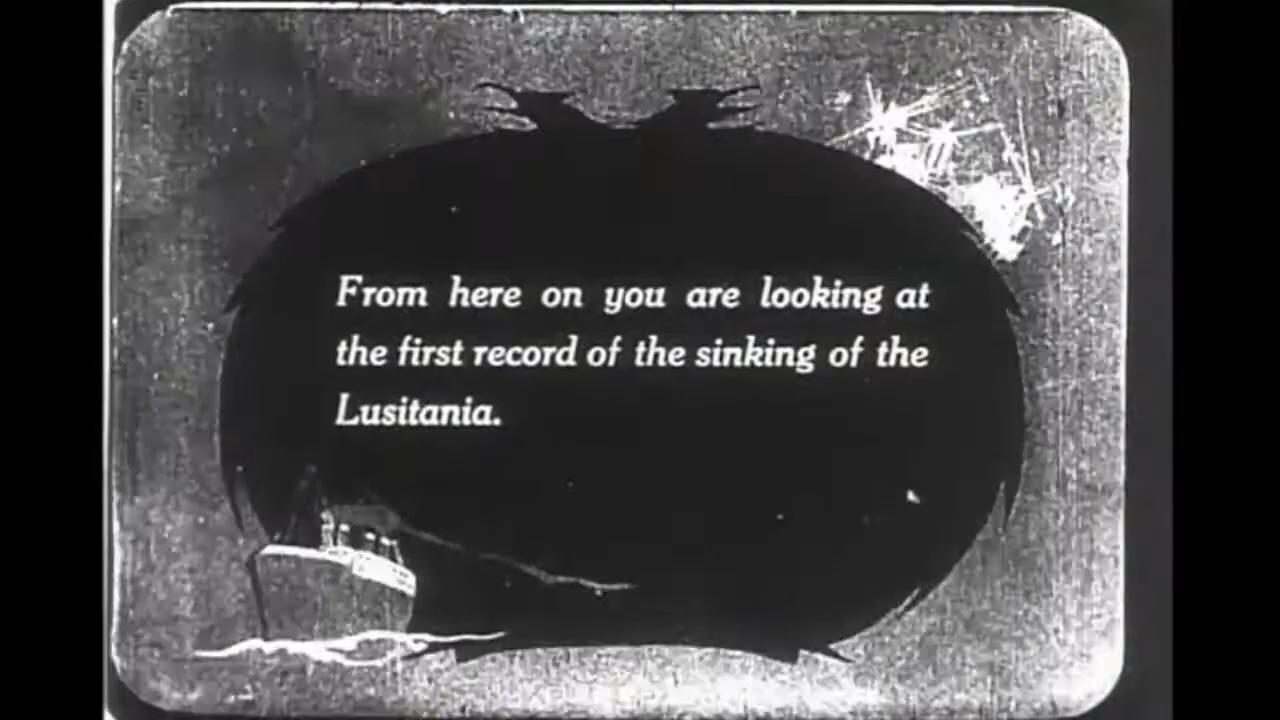 From here on you are looking at
the first record of the sinking of the
Lusitania.